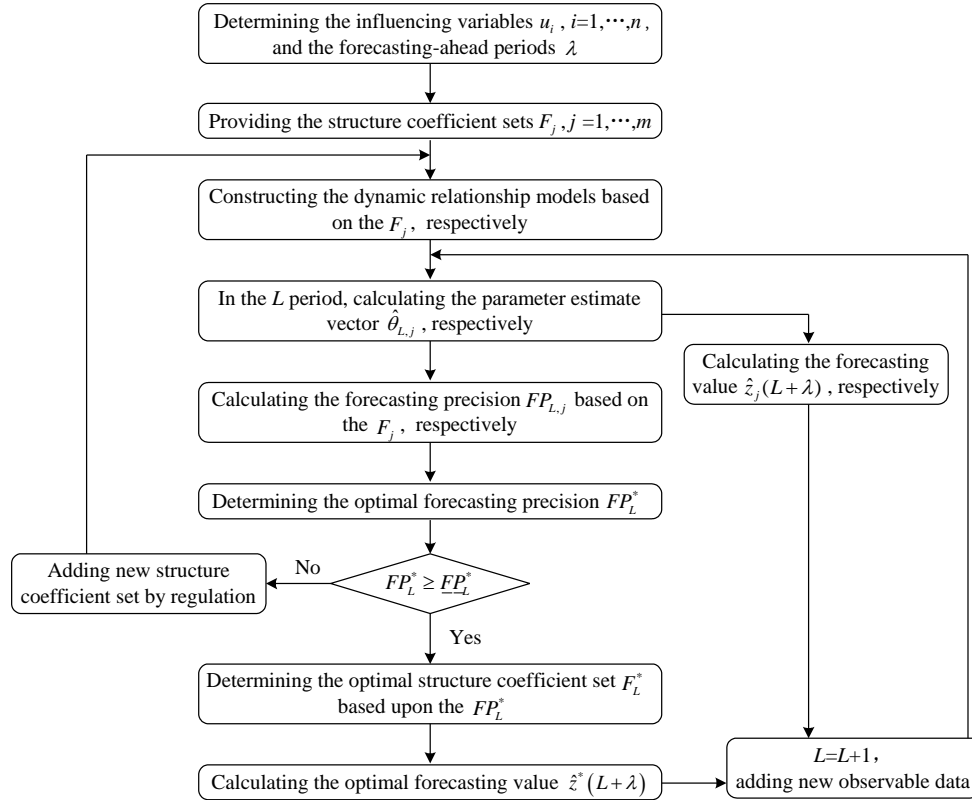 Determining the influencing variables u_i , i=1,⋯,n ,
and the forecasting-ahead periods λ
Providing the structure coefficient sets F_j , j =1,⋯,m
Constructing the dynamic relationship models based
on the F_j , respectively
In the L period, calculating the parameter estimate
vector θ̂_{L,j} , respectively
Calculating the forecasting
value ẑ_j(L+λ) , respectively
Calculating the forecasting precision FP_{L,j} based on
the F_j , respectively
Determining the optimal forecasting precision FP_L^*
Adding new structure
coefficient set by regulation
No
FP_L^* ≥ \underline{FP}_L^*
Yes
Determining the optimal structure coefficient set F_L^*
based upon the FP_L^*
Calculating the optimal forecasting value ẑ^*(L+λ)
L=L+1,
adding new observable data